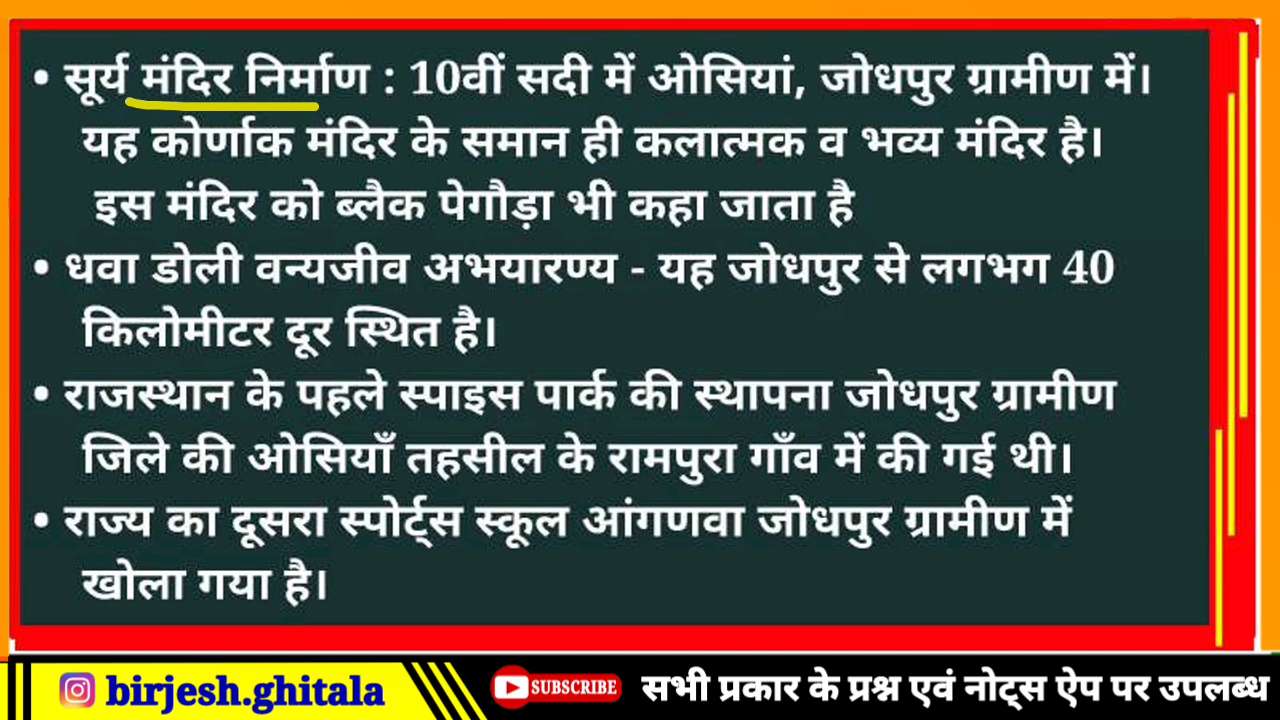 • सूर्य मंदिर निर्माण : 10वीं सदी में ओसियां, जोधपुर ग्रामीण में।
यह कोर्णाक मंदिर के समान ही कलात्मक व भव्य मंदिर है।
इस मंदिर को ब्लैक पेगौड़ा भी कहा जाता है
• धवा डोली वन्यजीव अभयारण्य - यह जोधपुर से लगभग 40
किलोमीटर दूर स्थित है।
• राजस्थान के पहले स्पाइस पार्क की स्थापना जोधपुर ग्रामीण
जिले की ओसियाँ तहसील के रामपुरा गाँव में की गई थी।
• राज्य का दूसरा स्पोर्ट्स स्कूल आंगणवा जोधपुर ग्रामीण में
खोला गया है।
birjesh.ghitala
SUBSCRIBE
सभी प्रकार के प्रश्न एवं नोट्स ऐप पर उपलब्ध